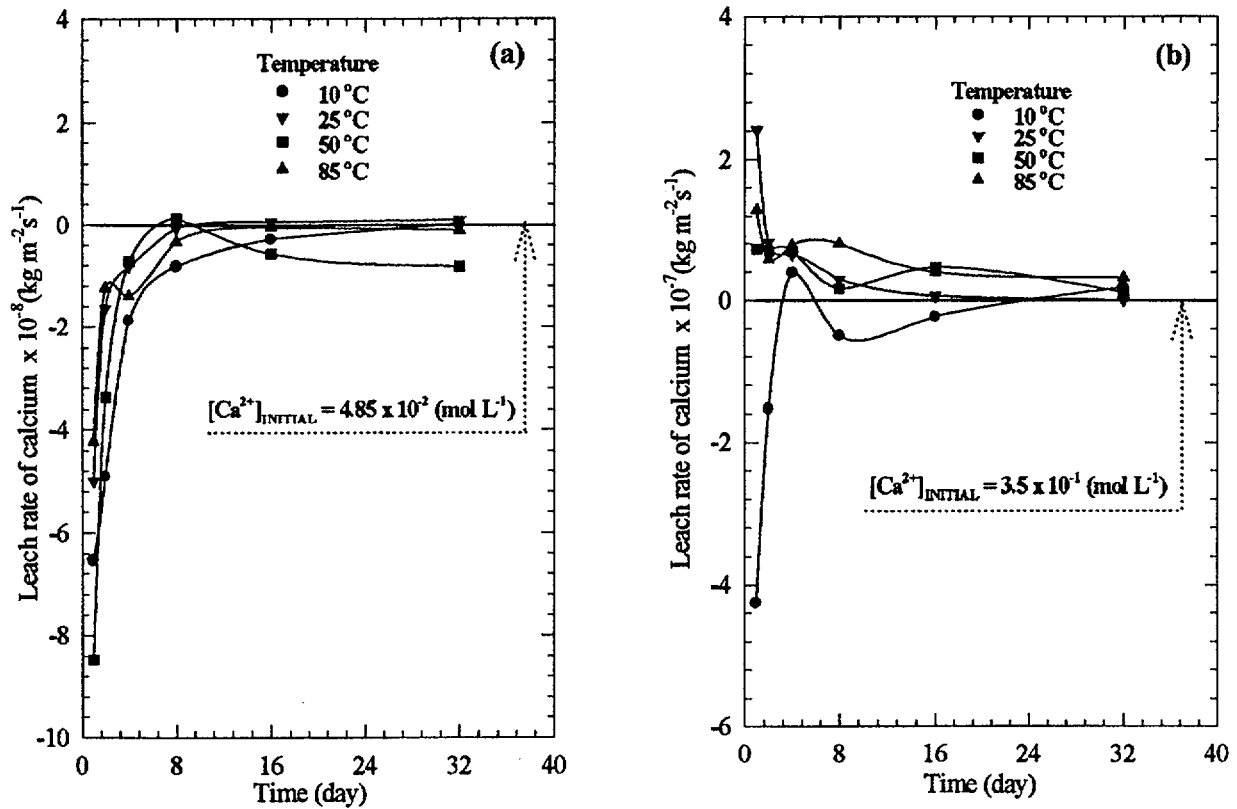 (a)
Temperature
10 °C
25 °C
50 °C
85 °C
4
2
0
-2
-4
-6
-8
-10
Leach rate of calcium x 10⁻⁸ (kg m⁻²s⁻¹)
[Ca²⁺]INITIAL = 4.85 x 10⁻² (mol L⁻¹)
0 8 16 24 32 40
Time (day)
(b)
Temperature
10 °C
25 °C
50 °C
85 °C
4
2
0
-2
-4
-6
Leach rate of calcium x 10⁻⁷ (kg m⁻²s⁻¹)
[Ca²⁺]INITIAL = 3.5 x 10⁻¹ (mol L⁻¹)
0 8 16 24 32 40
Time (day)